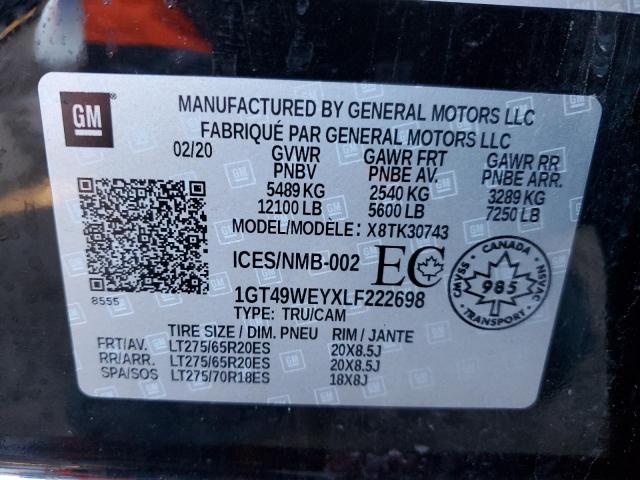 GM
MANUFACTURED BY GENERAL MOTORS LLC
FABRIQUÉ PAR GENERAL MOTORS LLC
02/20 GVWR GAWR FRT GAWR RR
PNBV PNBE AV. PNBE ARR.
5489 KG 2540 KG 3289 KG
12100 LB 5600 LB 7250 LB
MODEL/MODÈLE: X8TK30743
ICES/NMB-002 EC
CANADA
CMVSS 985 NSVAC
TRANSPORT
8555
1GT49WEYXLF222698
TYPE: TRU/CAM
TIRE SIZE / DIM. PNEU RIM / JANTE
FRT/AV. LT275/65R20ES 20X8.5J
RR/ARR. LT275/65R20ES 20X8.5J
SPA/SOS LT275/70R18ES 18X8J